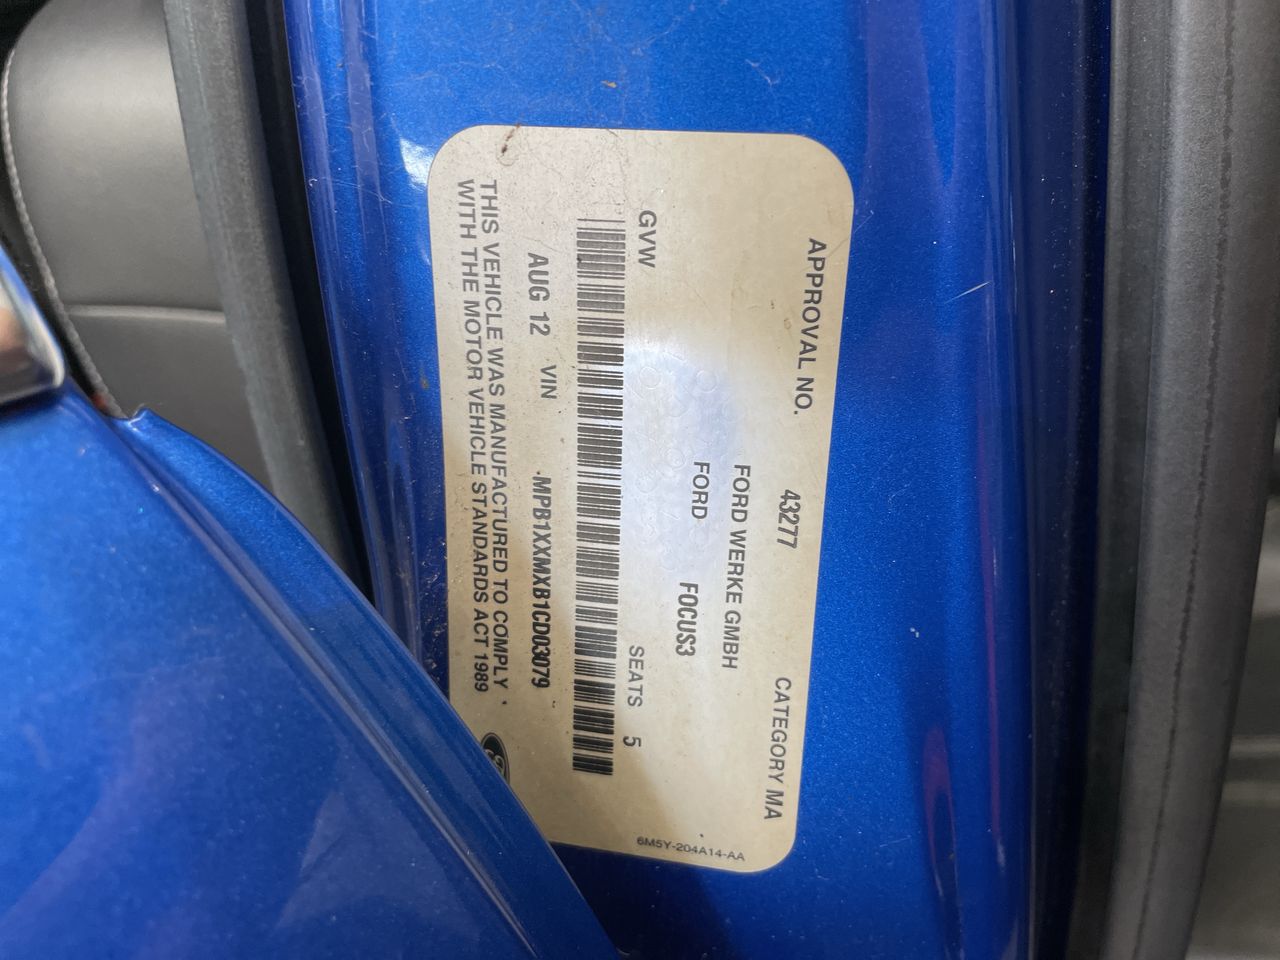 APPROVAL NO. 43277 CATEGORY MA
FORD WERKE GMBH
FORD FOCUS3
GVW SEATS 5
AUG 12 VIN MPB1XXMXB1CD03079
THIS VEHICLE WAS MANUFACTURED TO COMPLY
WITH THE MOTOR VEHICLE STANDARDS ACT 1989
6M5Y-204A14-AA